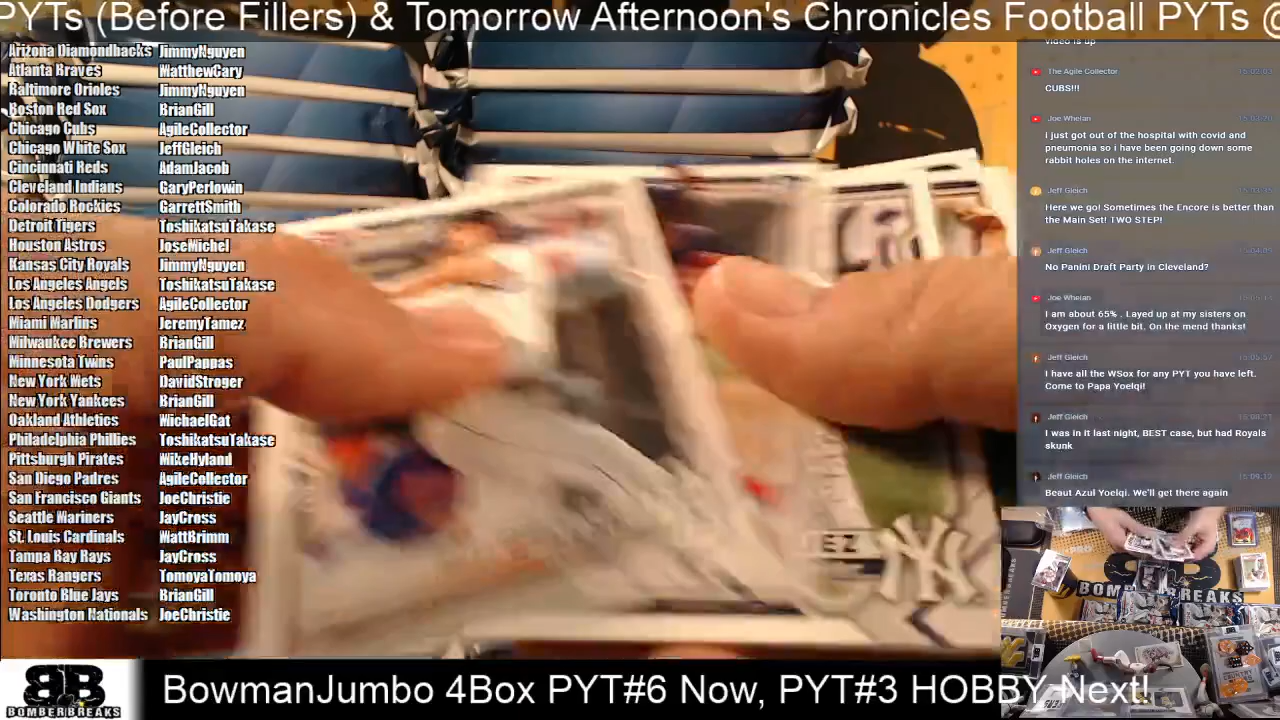 PYTs (Before Fillers) & Tomorrow Afternoon's Chronicles Football PYTs @
Arizona Diamondbacks JimmyNguyen
Atlanta Braves MatthewCary
Baltimore Orioles JimmyNguyen
Boston Red Sox BrianGill
Chicago Cubs AgileCollector
Chicago White Sox JeffGleich
Cincinnati Reds AdamJacob
Cleveland Indians GaryPerlowin
Colorado Rockies GarrettSmith
Detroit Tigers ToshikatsuTakase
Houston Astros JoseMichel
Kansas City Royals JimmyNguyen
Los Angeles Angels ToshikatsuTakase
Los Angeles Dodgers AgileCollector
Miami Marlins JeremyTamez
Milwaukee Brewers BrianGill
Minnesota Twins PaulPappas
New York Mets DavidStroger
New York Yankees BrianGill
Oakland Athletics MichaelGat
Philadelphia Phillies ToshikatsuTakase
Pittsburgh Pirates MikeHyland
San Diego Padres AgileCollector
San Francisco Giants JoeChristie
Seattle Mariners JayCross
St. Louis Cardinals MattBrimm
Tampa Bay Rays JayCross
Texas Rangers TomoyaTomoya
Toronto Blue Jays BrianGill
Washington Nationals JoeChristie
video is up
The Agile Collector
CUBS!!!
Joe Whelan
I just got out of the hospital with covid and
pneumonia so i have been going down some
rabbit holes on the internet.
Jeff Gleich
Here we go! Sometimes the Encore is better than
the Main Set! TWO STEP!
Jeff Gleich
No Panini Draft Party in Cleveland?
Joe Whelan
I am about 65% . Layed up at my sisters on
Oxygen for a little bit. On the mend thanks!
Jeff Gleich
I have all the WSox for any PYT you have left.
Come to Papa Yoelqi!
Jeff Gleich
I was in it last night, BEST case, but had Royals
skunk
Jeff Gleich
Beaut Azul Yoelqi. We'll get there again
NY
BOMBERBREAKS
BB
BOMBERBREAKS
BowmanJumbo 4Box PYT#6 Now, PYT#3 HOBBY Next!